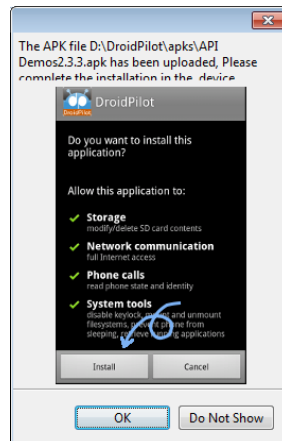 The APK file D:\DroidPilot\apks\API
Demos2.3.3.apk has been uploaded, Please
complete the installation in the device
DroidPilot
DroidPilot
Do you want to install this
application?
Allow this application to:
Storage
modify/delete SD card contents
Network communication
full Internet access
Phone calls
read phone state and identity
System tools
disable keylock, mount and unmount
filesystems, prevent phone from
sleeping, retrieve running applications
Install
Cancel
OK
Do Not Show